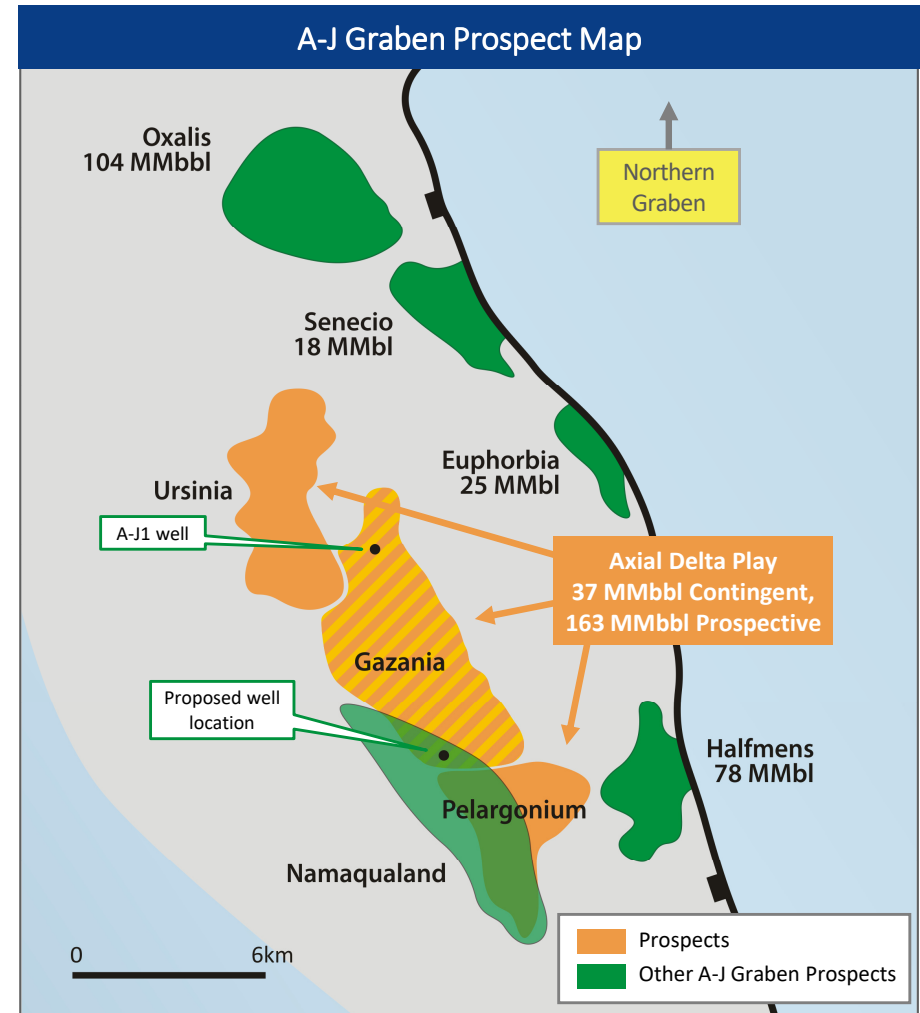 A-J Graben Prospect Map
Oxalis
104 MMbbl
Northern
Graben
Senecio
18 MMbl
Euphorbia
25 MMbl
Ursinia
A-J1 well
Axial Delta Play
37 MMbbl Contingent,
163 MMbbl Prospective
Gazania
Proposed well
location
Halfmens
78 MMbl
Pelargonium
Namaqualand
0 6km
Prospects
Other A-J Graben Prospects